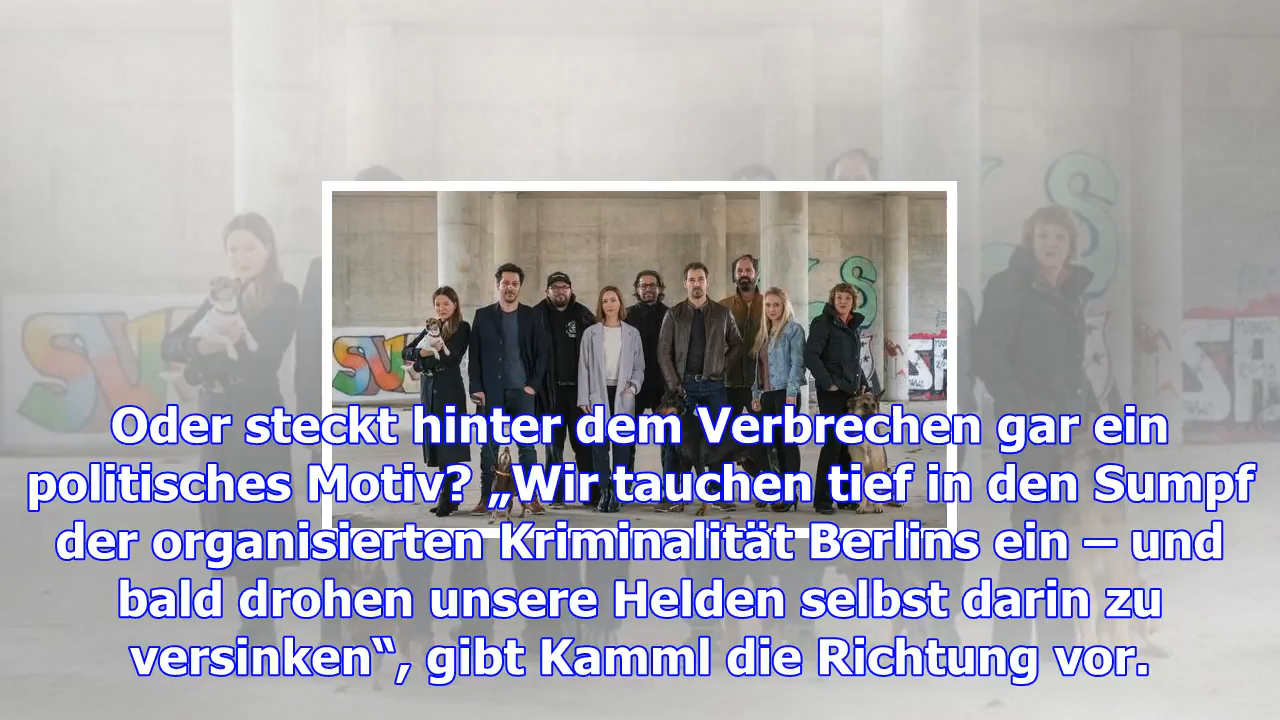 Oder steckt hinter dem Verbrechen gar ein
politisches Motiv? „Wir tauchen tief in den Sumpf
der organisierten Kriminalität Berlins ein – und
bald drohen unsere Helden selbst darin zu
versinken“, gibt Kamml die Richtung vor.